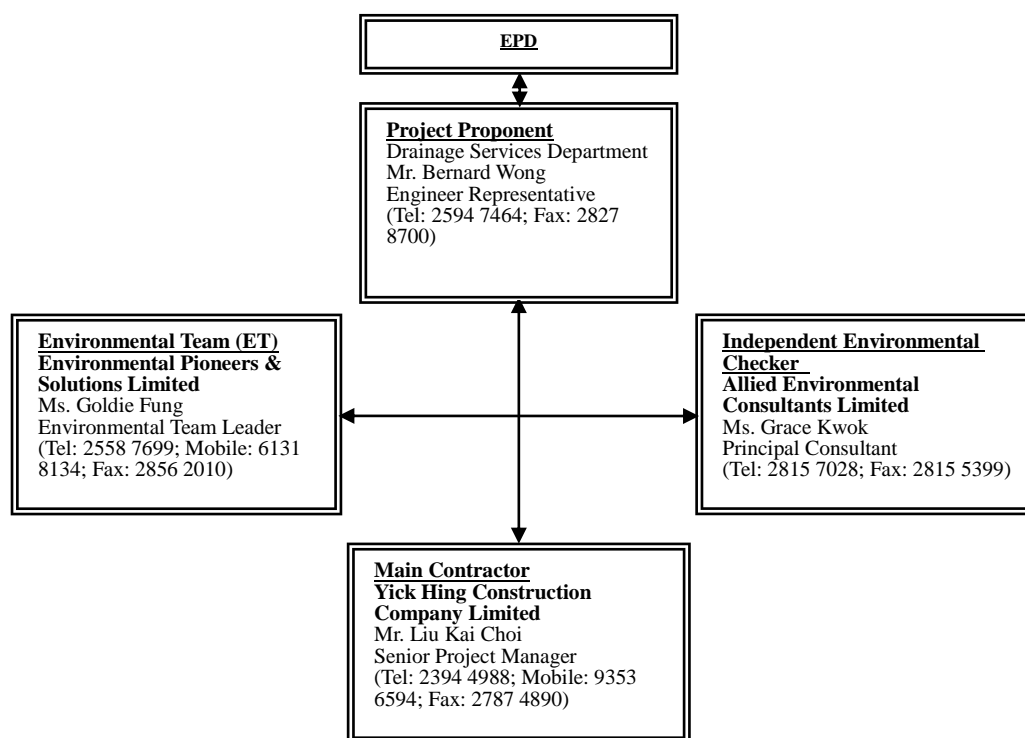 EPD
Project Proponent
Drainage Services Department
Mr. Bernard Wong
Engineer Representative
(Tel: 2594 7464; Fax: 2827
8700)
Environmental Team (ET)
Environmental Pioneers &
Solutions Limited
Ms. Goldie Fung
Environmental Team Leader
(Tel: 2558 7699; Mobile: 6131
8134; Fax: 2856 2010)
Independent Environmental
Checker
Allied Environmental
Consultants Limited
Ms. Grace Kwok
Principal Consultant
(Tel: 2815 7028; Fax: 2815 5399)
Main Contractor
Yick Hing Construction
Company Limited
Mr. Liu Kai Choi
Senior Project Manager
(Tel: 2394 4988; Mobile: 9353
6594; Fax: 2787 4890)